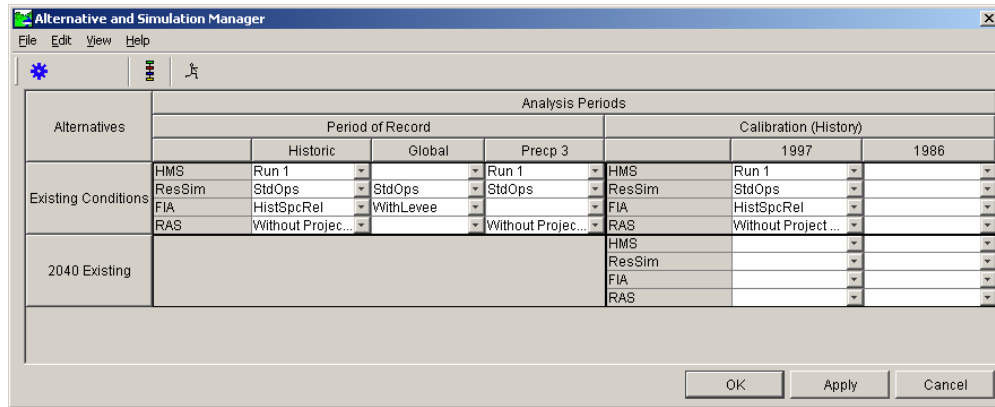 Alternative and Simulation Manager
File Edit View Help
Alternatives
Analysis Periods
Period of Record
Calibration (History)
Historic Global Precp 3 1997 1986
Existing Conditions
HMS Run 1 Run 1 HMS Run 1
ResSim StdOps StdOps StdOps ResSim StdOps
FIA HistSpcRel WithLevee FIA HistSpcRel
RAS Without Projec... Without Projec... RAS Without Project ...
2040 Existing
HMS
ResSim
FIA
RAS
OK Apply Cancel